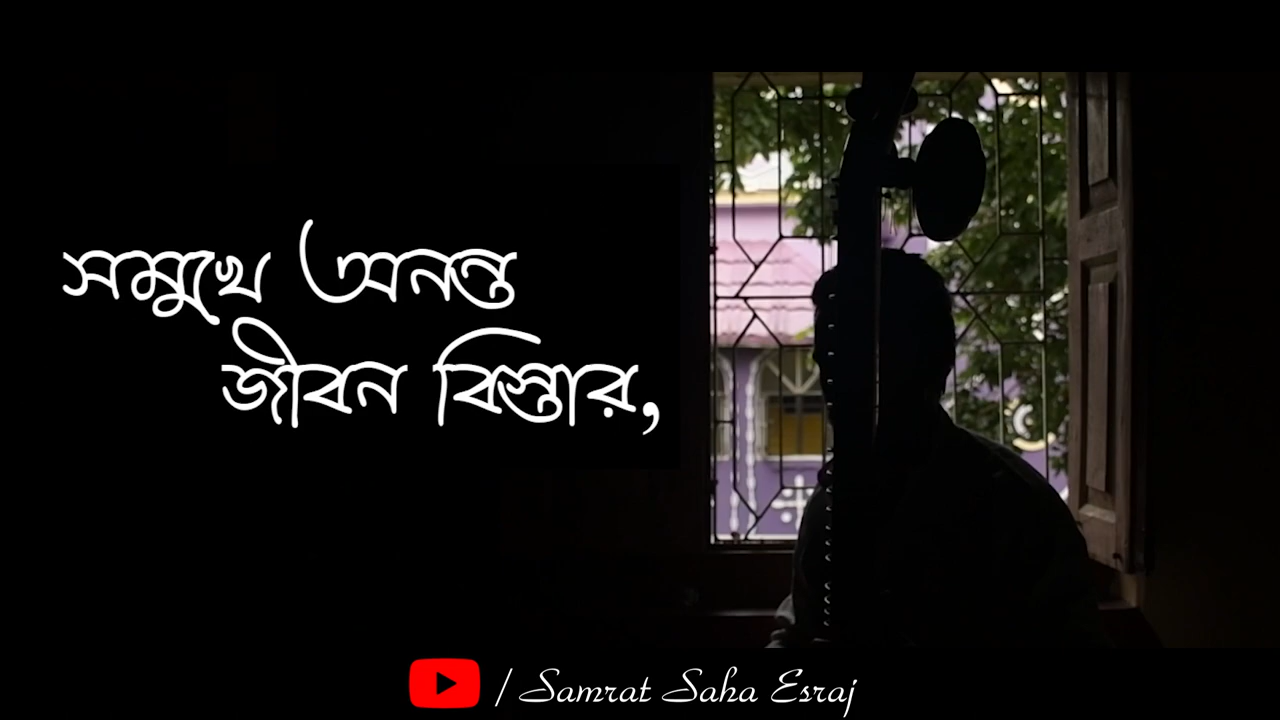 সমুখে অনন্ত
জীবন বিস্তার,
/ Samrat Saha Esraj